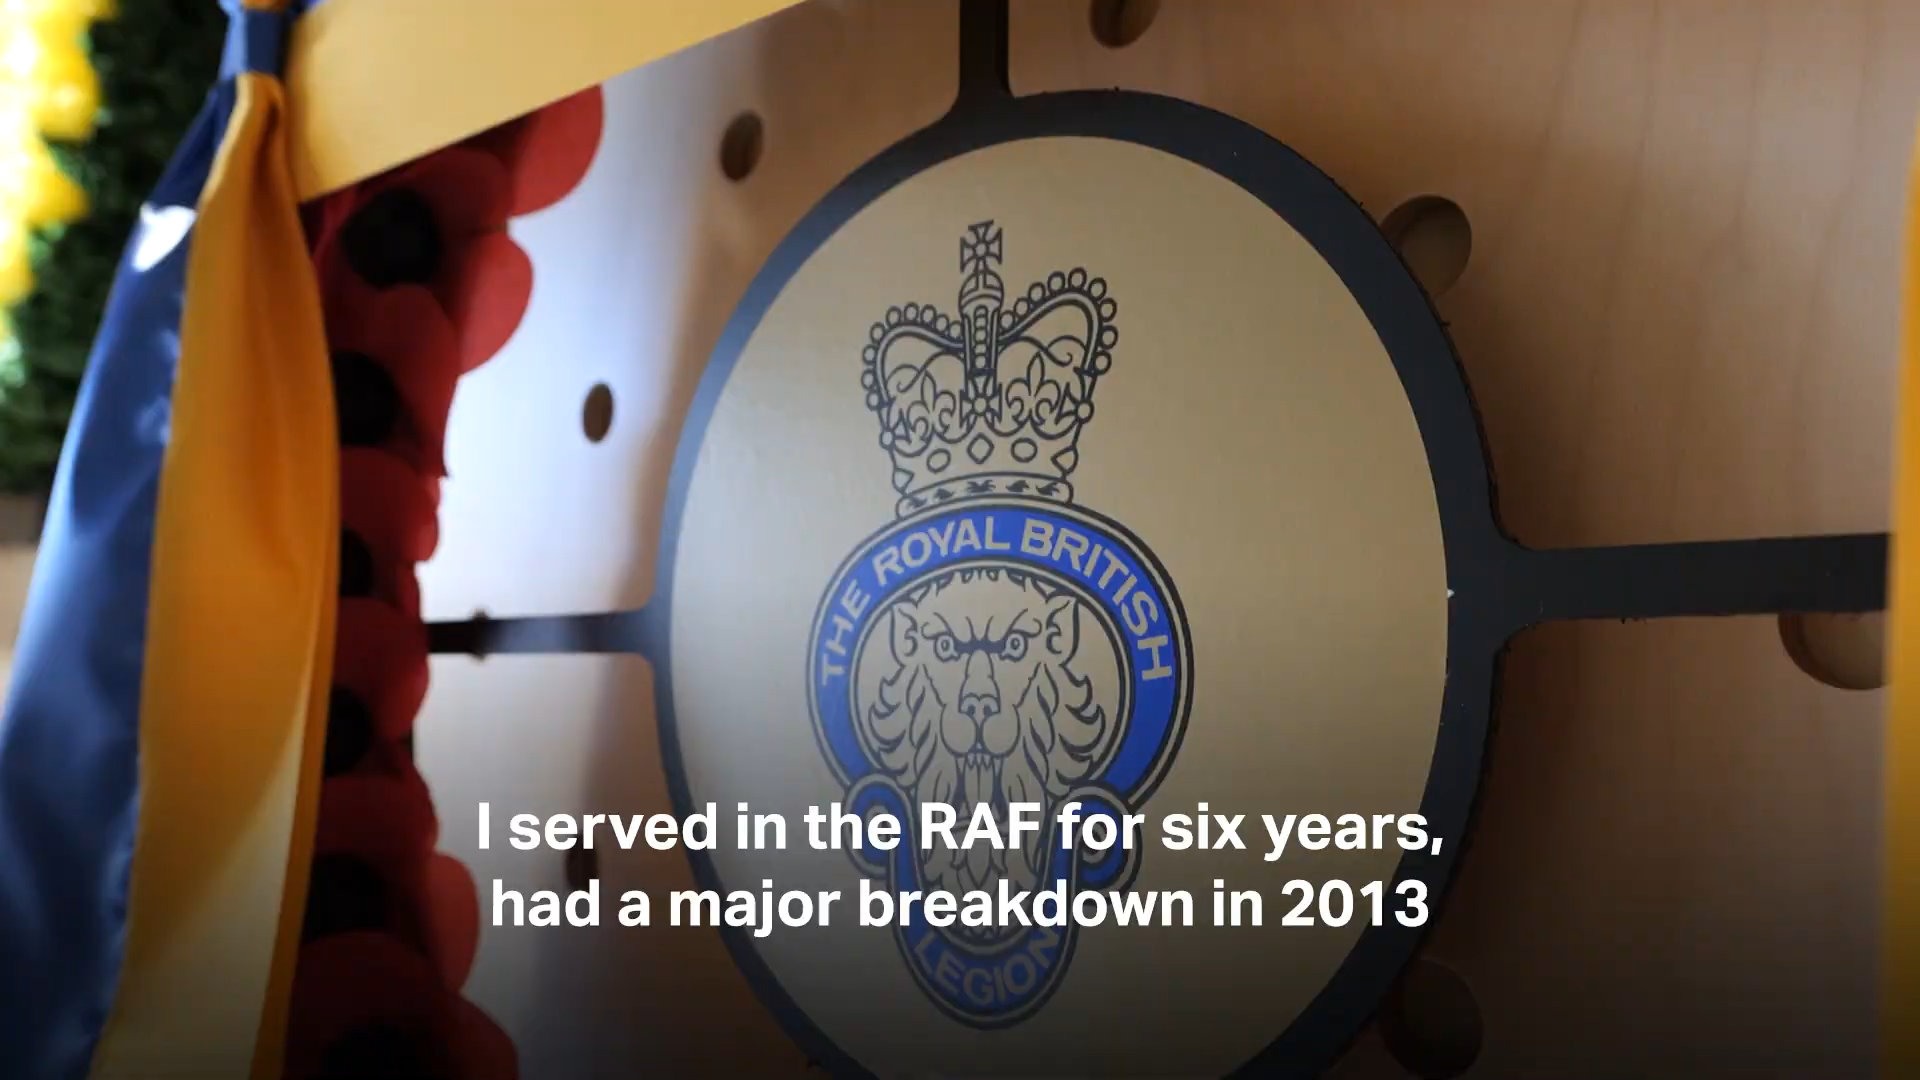 THE ROYAL BRITISH
LEGION
I served in the RAF for six years,
had a major breakdown in 2013